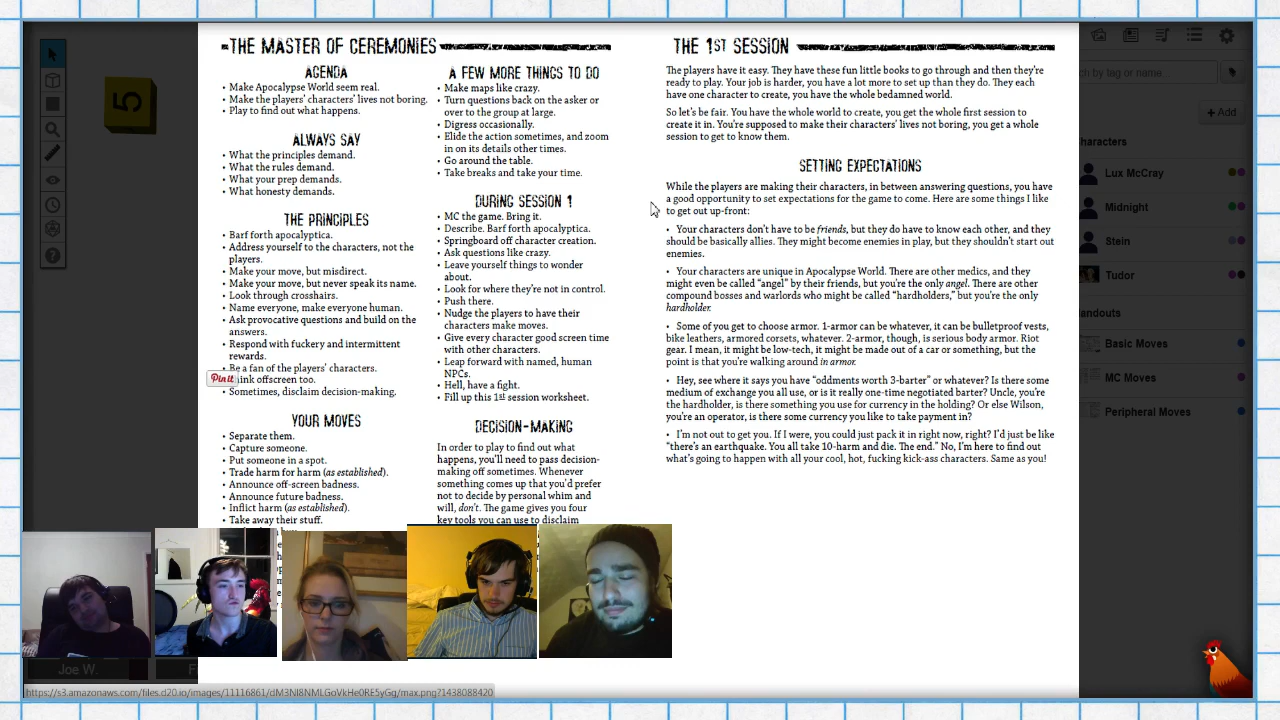 THE MASTER OF CEREMONIES
AGENDA
• Make Apocalypse World seem real.
• Make the players' characters' lives not boring.
• Play to find out what happens.
ALWAYS SAY
• What the principles demand.
• What the rules demand.
• What your prep demands.
• What honesty demands.
THE PRINCIPLES
• Barf forth apocalyptica.
• Address yourself to the characters, not the
players.
• Make your move, but misdirect.
• Make your move, but never speak its name.
• Look through crosshairs.
• Name everyone, make everyone human.
• Ask provocative questions and build on the
answers.
• Respond with fuckery and intermittent
rewards.
• Be a fan of the players' characters.
Pin it
offscreen too.
• Sometimes, disclaim decision-making.
YOUR MOVES
• Separate them.
• Capture someone.
• Put someone in a spot.
• Trade harm for harm (as established).
• Announce off-screen badness.
• Announce future badness.
• Inflict harm (as established).
• Take away their stuff.
A FEW MORE THINGS TO DO
• Make maps like crazy.
• Turn questions back on the asker or
over to the group at large.
• Digress occasionally.
• Elide the action sometimes, and zoom
in on its details other times.
• Go around the table.
• Take breaks and take your time.
DURING SESSION 1
• MC the game. Bring it.
• Describe. Barf forth apocalyptica.
• Springboard off character creation.
• Ask questions like crazy.
• Leave yourself things to wonder
about.
• Look for where they're not in control.
• Push there.
• Nudge the players to have their
characters make moves.
• Give every character good screen time
with other characters.
• Leap forward with named, human
NPCs.
• Hell, have a fight.
• Fill up this 1st session worksheet.
DECISION-MAKING
In order to play to find out what
happens, you'll need to pass decision-
making off sometimes. Whenever
something comes up that you'd prefer
not to decide by personal whim and
will, don't. The game gives you four
key tools you can use to disclaim
THE 1ST SESSION
The players have it easy. They have these fun little books to go through and then they're
ready to play. Your job is harder, you have a lot more to set up than they do. They each
have one character to create, you have the whole bedamned world.
So let's be fair. You have the whole world to create, you get the whole first session to
create it in. You're supposed to make their characters' lives not boring, you get a whole
session to get to know them.
SETTING EXPECTATIONS
While the players are making their characters, in between answering questions, you have
a good opportunity to set expectations for the game to come. Here are some things I like
to get out up-front:
• Your characters don't have to be friends, but they do have to know each other, and they
should be basically allies. They might become enemies in play, but they shouldn't start out
enemies.
• Your characters are unique in Apocalypse World. There are other medics, and they
might even be called "angel" by their friends, but you're the only angel. There are other
compound bosses and warlords who might be called "hardholders," but you're the only
hardholder.
• Some of you get to choose armor. 1-armor can be whatever, it can be bulletproof vests,
bike leathers, armored corsets, whatever. 2-armor, though, is serious body armor. Riot
gear. I mean, it might be low-tech, it might be made out of a car or something, but the
point is that you're walking around in armor.
• Hey, see where it says you have "oddments worth 3-barter" or whatever? Is there some
medium of exchange you all use, or is it really one-time negotiated barter? Uncle, you're
the hardholder, is there something you use for currency in the holding? Or else Wilson,
you're an operator, is there some currency you like to take payment in?
• I'm not out to get you. If I were, you could just pack it in right now, right? I'd just be like
"there's an earthquake. You all take 10-harm and die. The end." No, I'm here to find out
what's going to happen with all your cool, hot, fucking kick-ass characters. Same as you!
5
by tag or name...
+ Add
Lux McCray
Midnight
Stein
Tudor
Basic Moves
MC Moves
Peripheral Moves
Joe W.
https://s3.amazonaws.com/files.d20.io/images/11116861/dM3NI8NMLGoVkHe0RE5yGg/max.png?1438088420